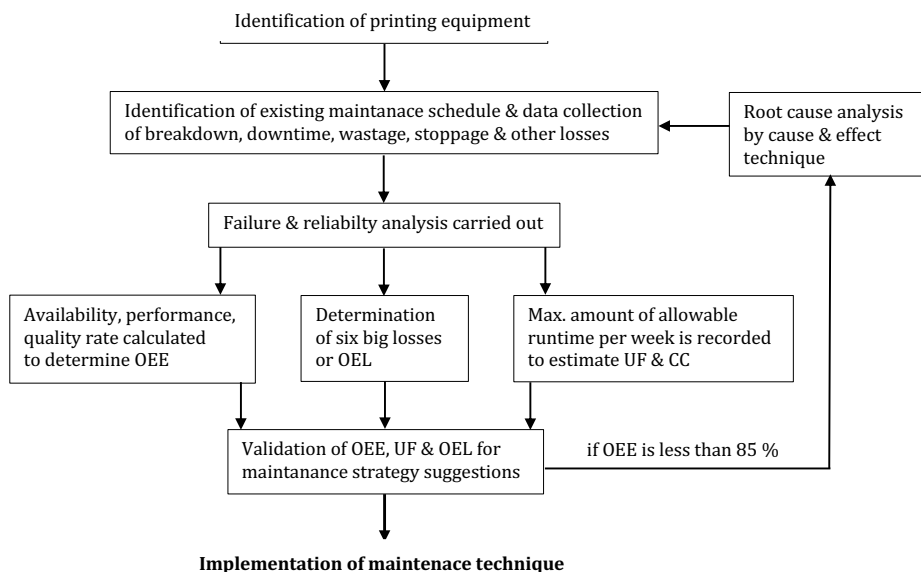 Identification of printing equipment
Identification of existing maintanace schedule & data collection
of breakdown, downtime, wastage, stoppage & other losses
Root cause analysis
by cause & effect
technique
Failure & reliabilty analysis carried out
Availability, performance,
quality rate calculated
to determine OEE
Determination
of six big losses
or OEL
Max. amount of allowable
runtime per week is recorded
to estimate UF & CC
Validation of OEE, UF & OEL for
maintanance strategy suggestions
if OEE is less than 85 %
Implementation of maintenace technique